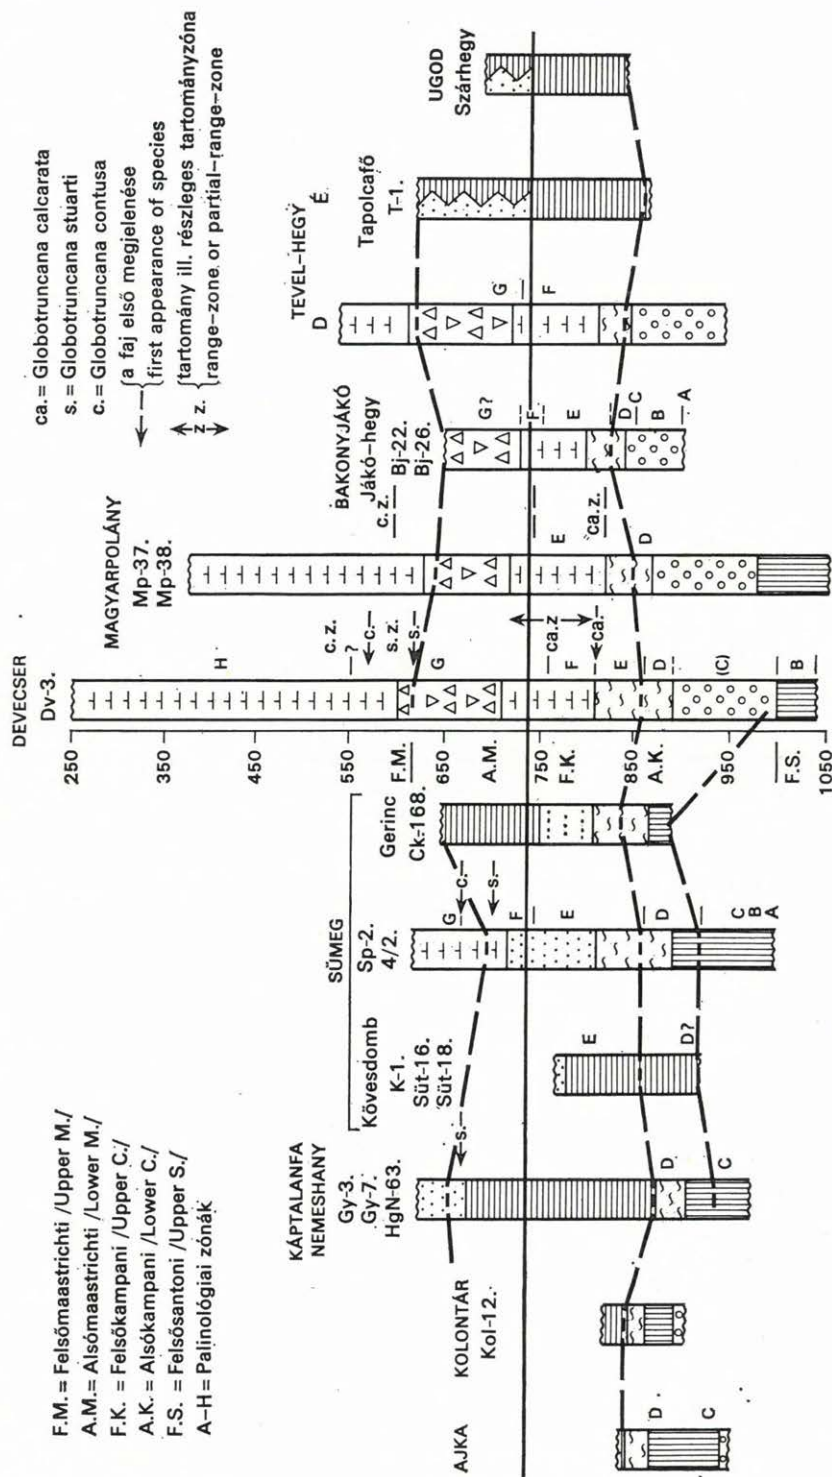 F.M. = Felsőmaastrichti /Upper M./
A.M. = Alsómaastrichti /Lower M./
F.K. = Felsőkampani /Upper C./
A.K. = Alsókampani /Lower C./
F.S. = Felsősantoni /Upper S./
A–H = Palinológiai zónák
ca. = Globotruncana calcarata
s. = Globotruncana stuarti
c. = Globotruncana contusa
a faj első megjelenése
first appearance of species
z z.
tartomány ill. részleges tartományzóna
range–zone or partial–range–zone
AJKA
D
C
KOLONTÁR
Kol-12.
KÁPTALANFA
NEMESHANY
Gy-3.
Gy-7.
HgN-63.
s.
D
C
SÜMEG
Kövesdomb
K-1.
Süt-16.
Süt-18.
E
D?
Sp-2.
4/2.
G
c.
s.
F
E
D
C
B
A
Gerinc
Ck-168.
250
350
450
550
650
750
850
950
1050
F.M.
A.M.
F.K.
A.K.
F.S.
DEVECSER
Dv-3.
H
c. z.
?
c.
s. z.
s.
G
ca.z
F
ca.
E
D
(C)
B
MAGYARPOLÁNY
Mp-37.
Mp-38.
c. z.
E
ca. z.
D
BAKONYJÁKÓ
Jákó–hegy
Bj-22.
Bj-26.
G?
F
E
D
C
B
A
TEVEL–HEGY
D
É
G
F
Tapolcafő
T-1.
UGOD
Szárhegy